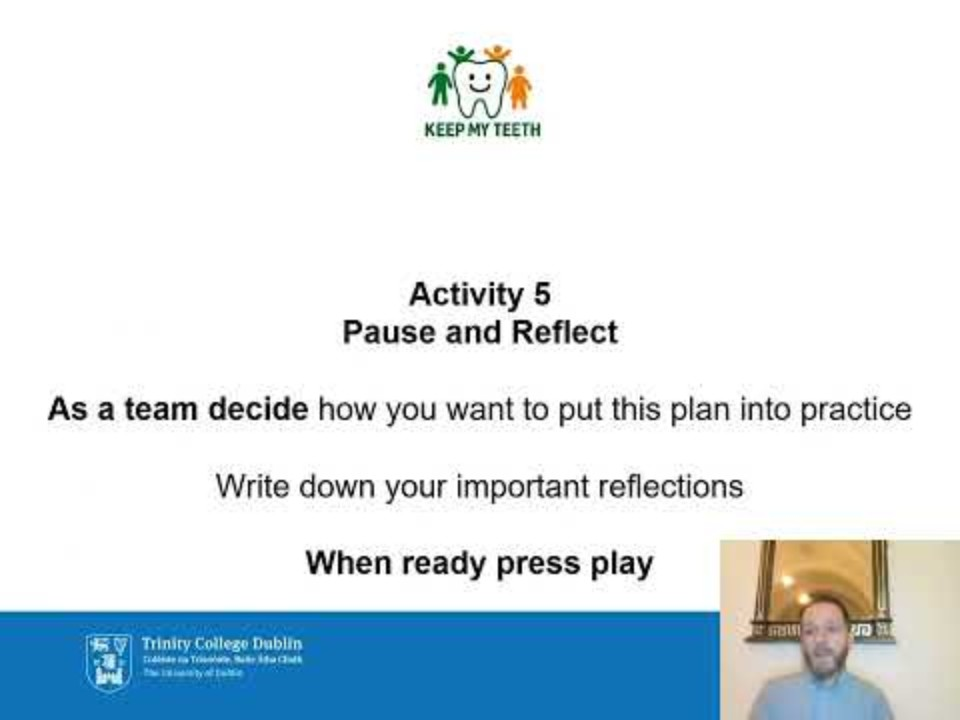 KEEP MY TEETH
Activity 5
Pause and Reflect
As a team decide how you want to put this plan into practice
Write down your important reflections
When ready press play
Trinity College Dublin
Coláiste na Tríonóide, Baile Átha Cliath
The University of Dublin